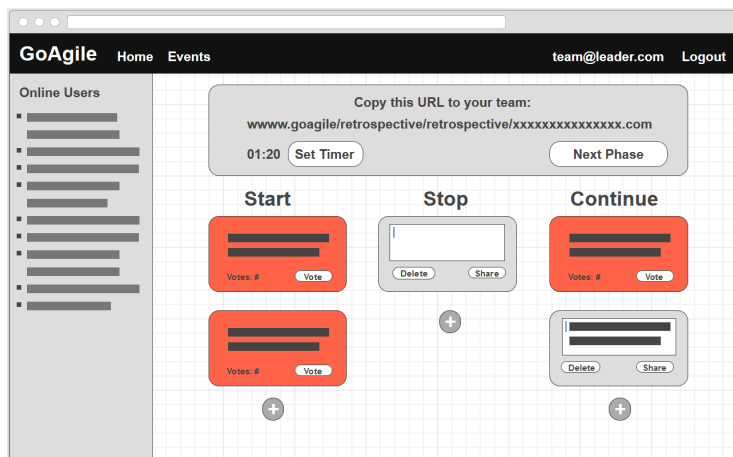 GoAgile Home Events team@leader.com Logout
Online Users
Copy this URL to your team:
wwww.goagile/retrospective/retrospective/xxxxxxxxxxxxxxx.com
01:20 Set Timer Next Phase
Start Stop Continue
Votes: # Vote
Delete Share
Votes: # Vote
Votes: # Vote
Delete Share
+
+
+